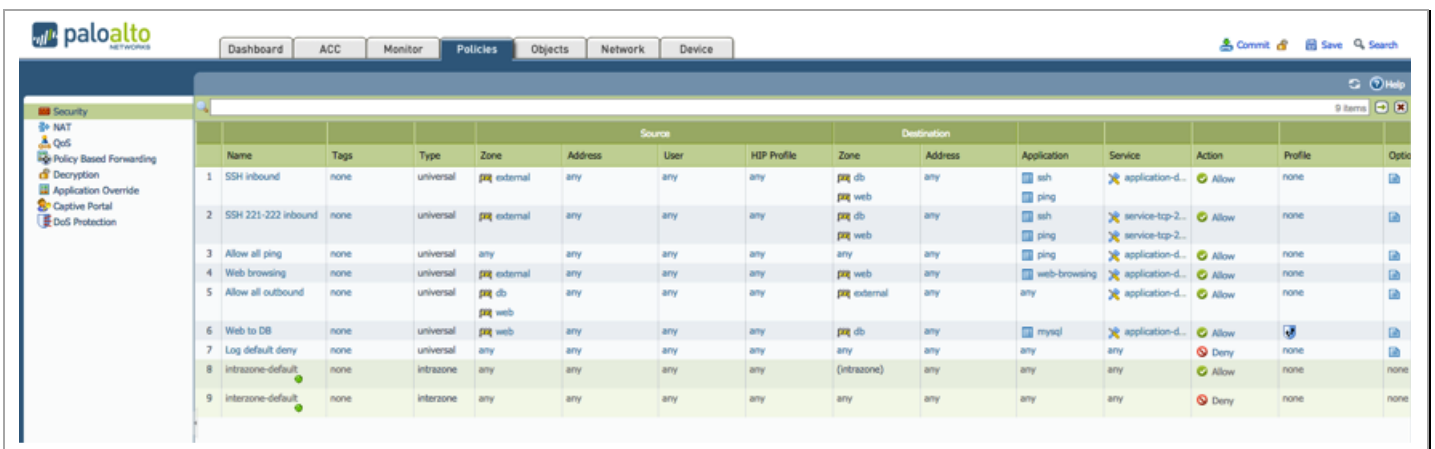 paloalto
NETWORKS
Dashboard ACC Monitor Policies Objects Network Device
Commit Save Search
Help
9 items
Security
NAT
QoS
Policy Based Forwarding
Decryption
Application Override
Captive Portal
DoS Protection
Source Destination
Name Tags Type Zone Address User HIP Profile Zone Address Application Service Action Profile Optio
1 SSH inbound none universal external any any any db any ssh application-d... Allow none
web ping
2 SSH 221-222 inbound none universal external any any any db any ssh service-tcp-2... Allow none
web ping service-tcp-2...
3 Allow all ping none universal any any any any any any ping application-d... Allow none
4 Web browsing none universal external any any any web any web-browsing application-d... Allow none
5 Allow all outbound none universal db any any any external any any application-d... Allow none
web
6 Web to DB none universal web any any any db any mysql application-d... Allow
7 Log default deny none universal any any any any any any any any Deny none
8 intrazone-default none intrazone any any any any (intrazone) any any any Allow none none
9 interzone-default none interzone any any any any any any any any Deny none none